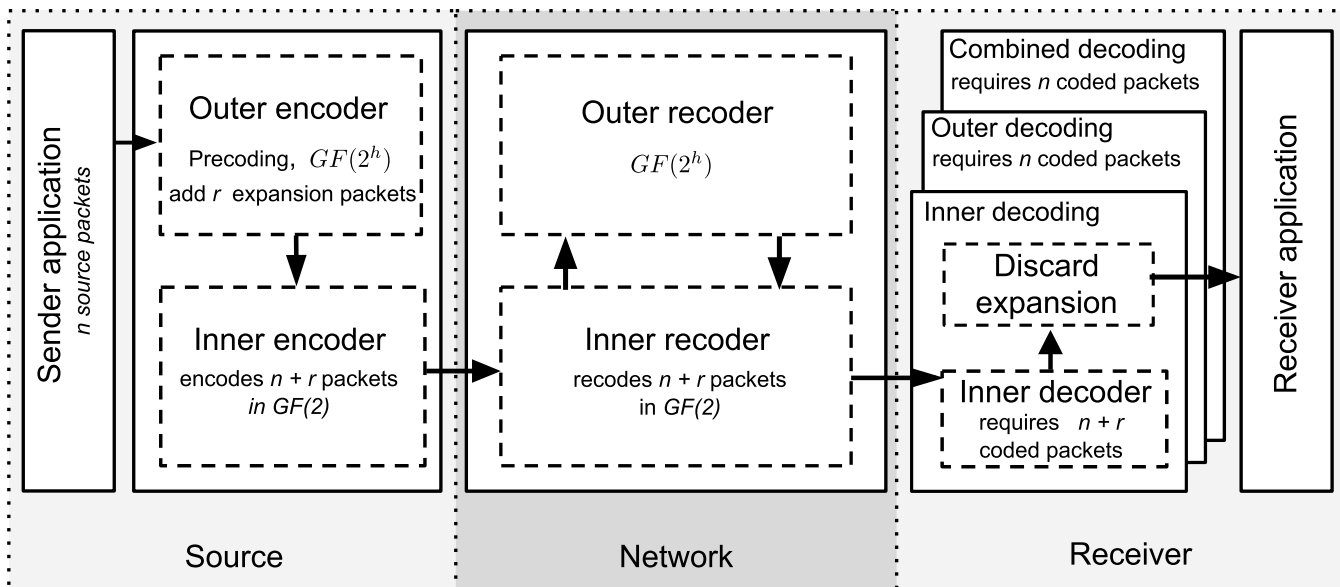 Sender application
n source packets
Outer encoder
Precoding, GF(2^h)
add r expansion packets
Inner encoder
encodes n + r packets
in GF(2)
Source
Outer recoder
GF(2^h)
Inner recoder
recodes n + r packets
in GF(2)
Network
Combined decoding
requires n coded packets
Outer decoding
requires n coded packets
Inner decoding
Discard
expansion
Inner decoder
requires n + r
coded packets
Receiver application
Receiver